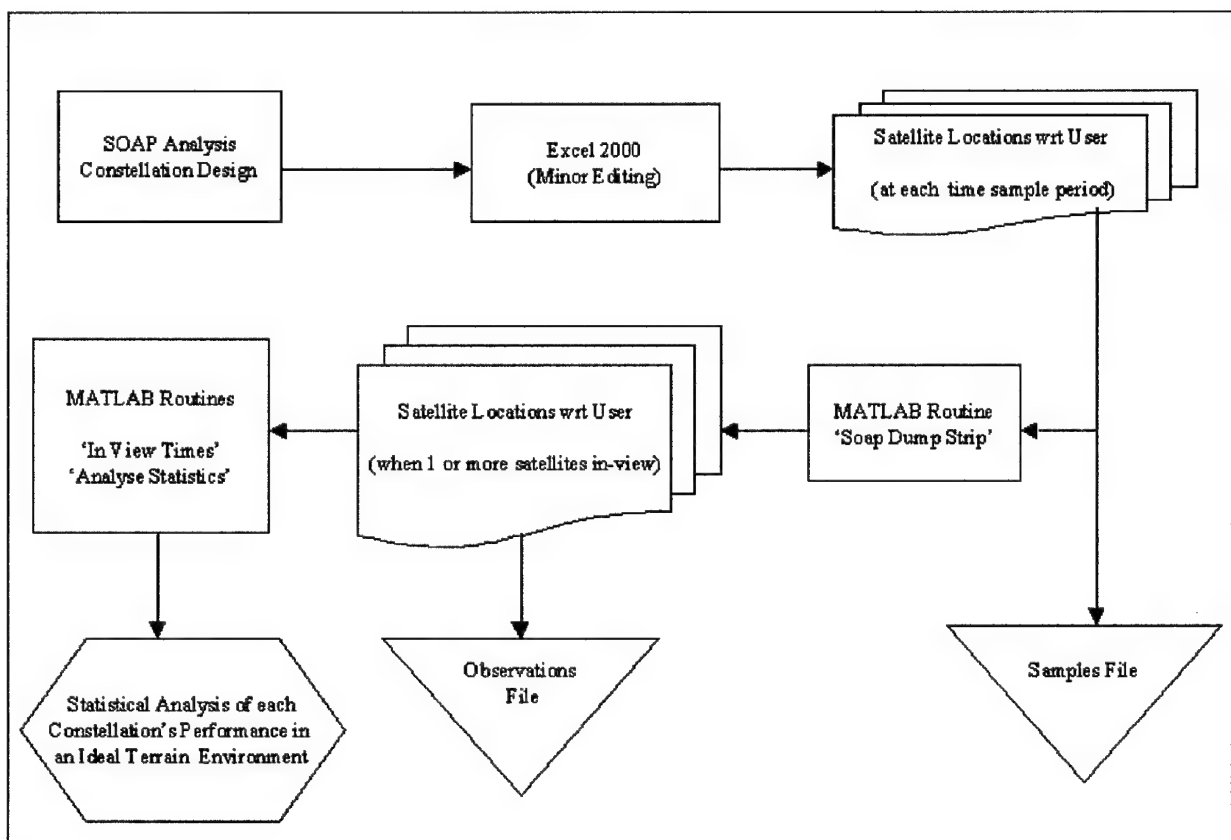 SOAP Analysis
Constellation Design
Excel 2000
(Minor Editing)
Satellite Locations wrt User
(at each time sample period)
MATLAB Routines
'In View Times'
'Analyse Statistics'
Satellite Locations wrt User
(when 1 or more satellites in-view)
MATLAB Routine
'Soap Dump Strip'
Statistical Analysis of each
Constellation's Performance in
an Ideal Terrain Environment
Observations
File
Samples File